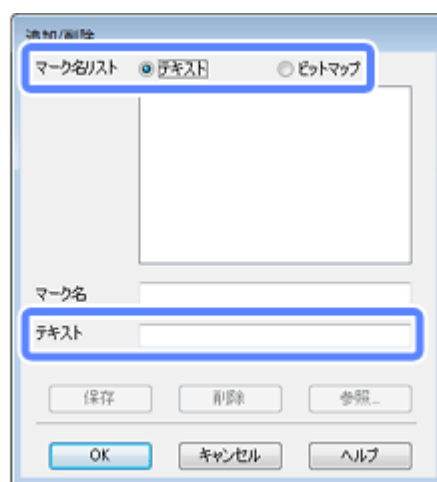 追加/削除
マーク名リスト テキスト ビットマップ
マーク名
テキスト
保存 削除 参照...
OK キャンセル ヘルプ